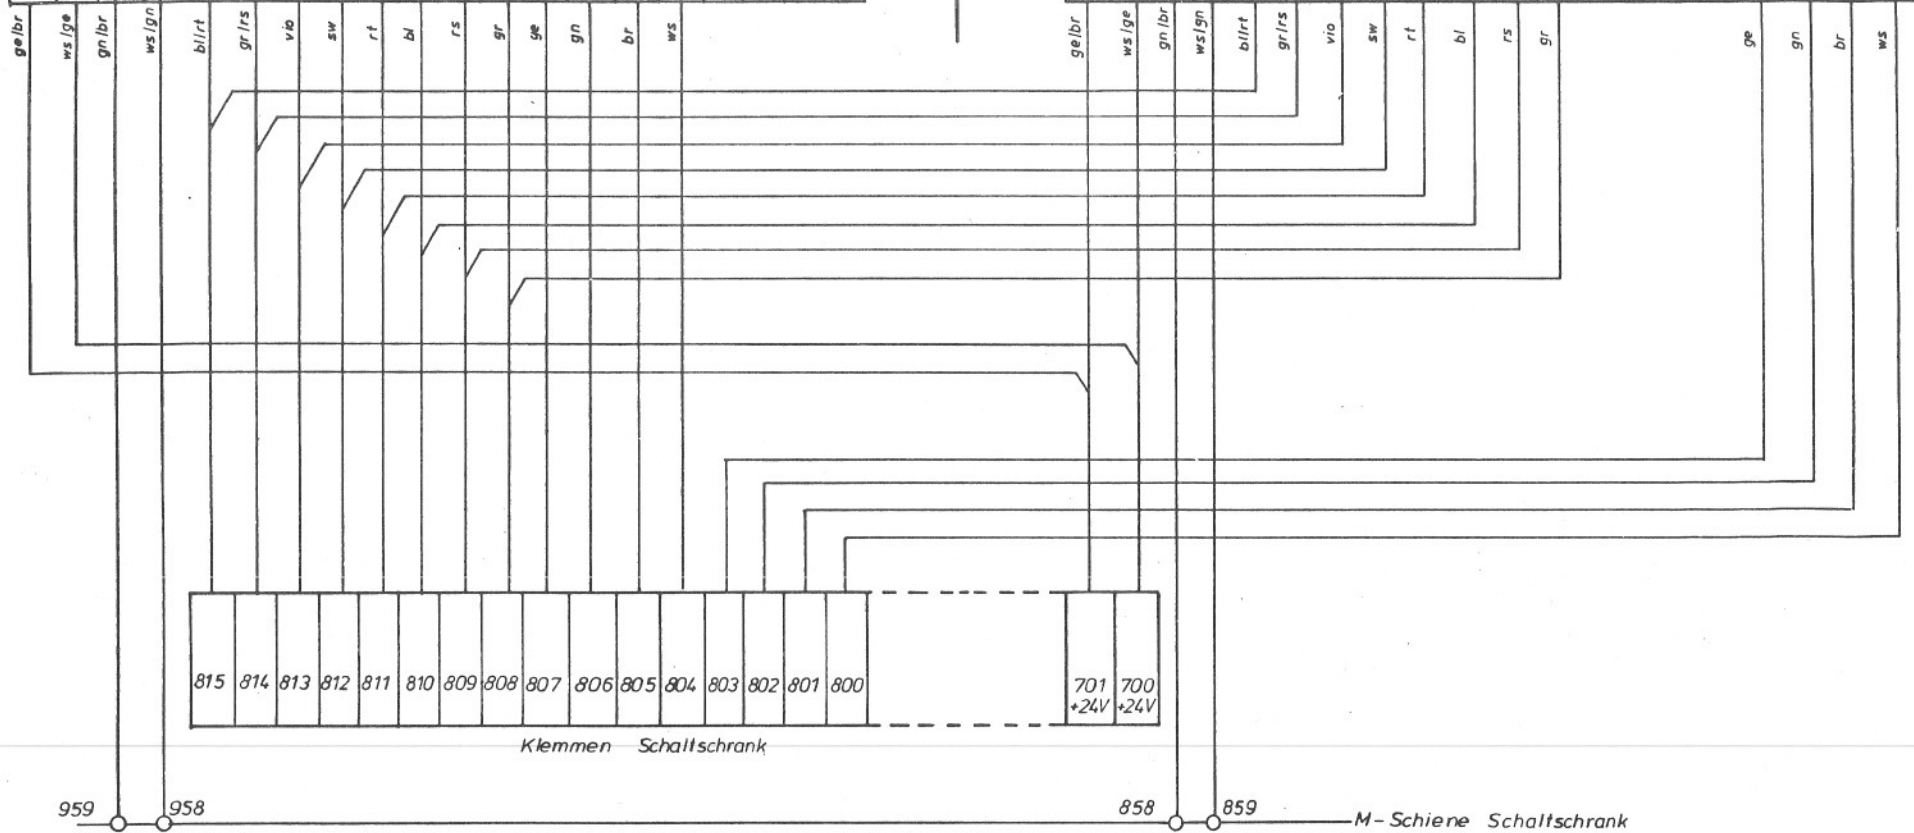 ge/br ws/ge gn/br ws/gn bl/rt gr/rs vio sw rt bl rs gr ge gn br ws
ge/br ws/ge gn/br ws/gn bl/rt gr/rs vio sw rt bl rs gr ge gn br ws
815 814 813 812 811 810 809 808 807 806 805 804 803 802 801 800
701 700
+24V +24V
Klemmen Schaltschrank
959 958 858 859
M-Schiene Schaltschrank